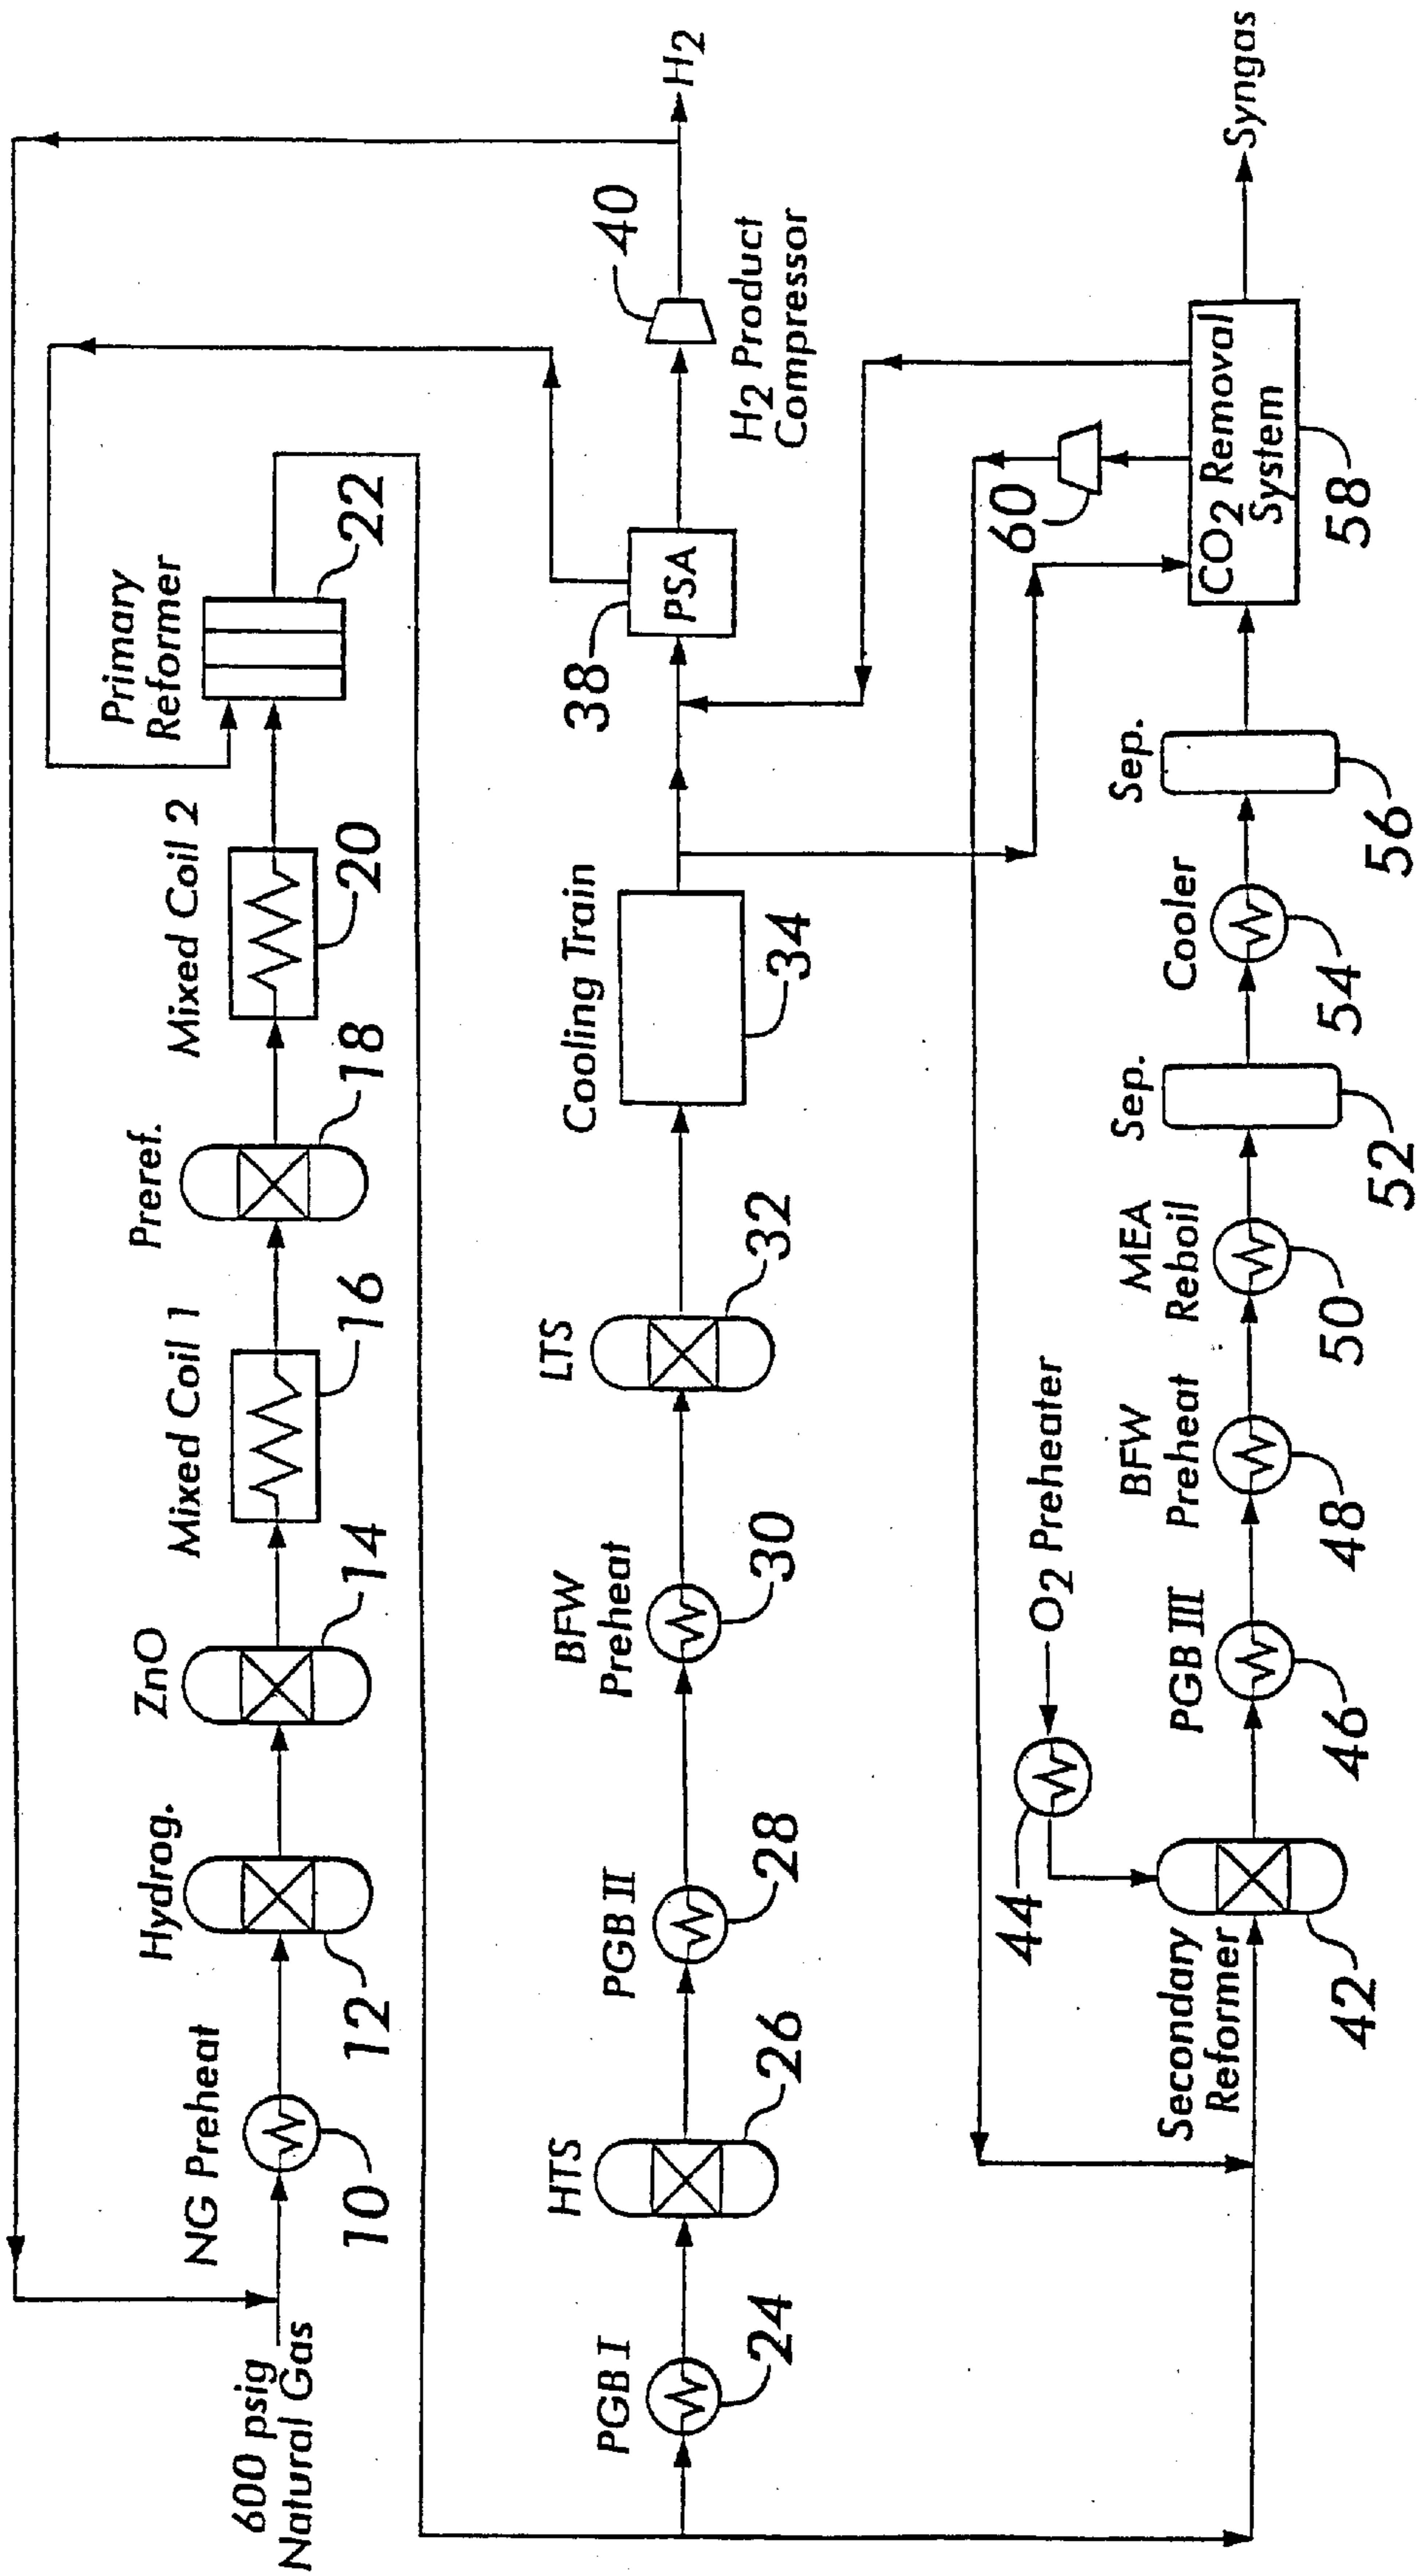 600 psig
Natural Gas
NG Preheat
10
Hydrog.
12
ZnO
14
Mixed Coil 1
16
Preref.
18
Mixed Coil 2
20
Primary
Reformer
22
PGB I
24
HTS
26
PGB II
28
BFW
Preheat
30
LTS
32
Cooling Train
34
38
PSA
40
H2 Product
Compressor
H2
Secondary
Reformer
42
44
O2 Preheater
PGB III
46
BFW
Preheat
48
MEA
Reboil
50
Sep.
52
Cooler
54
Sep.
56
60
CO2 Removal
System
58
Syngas